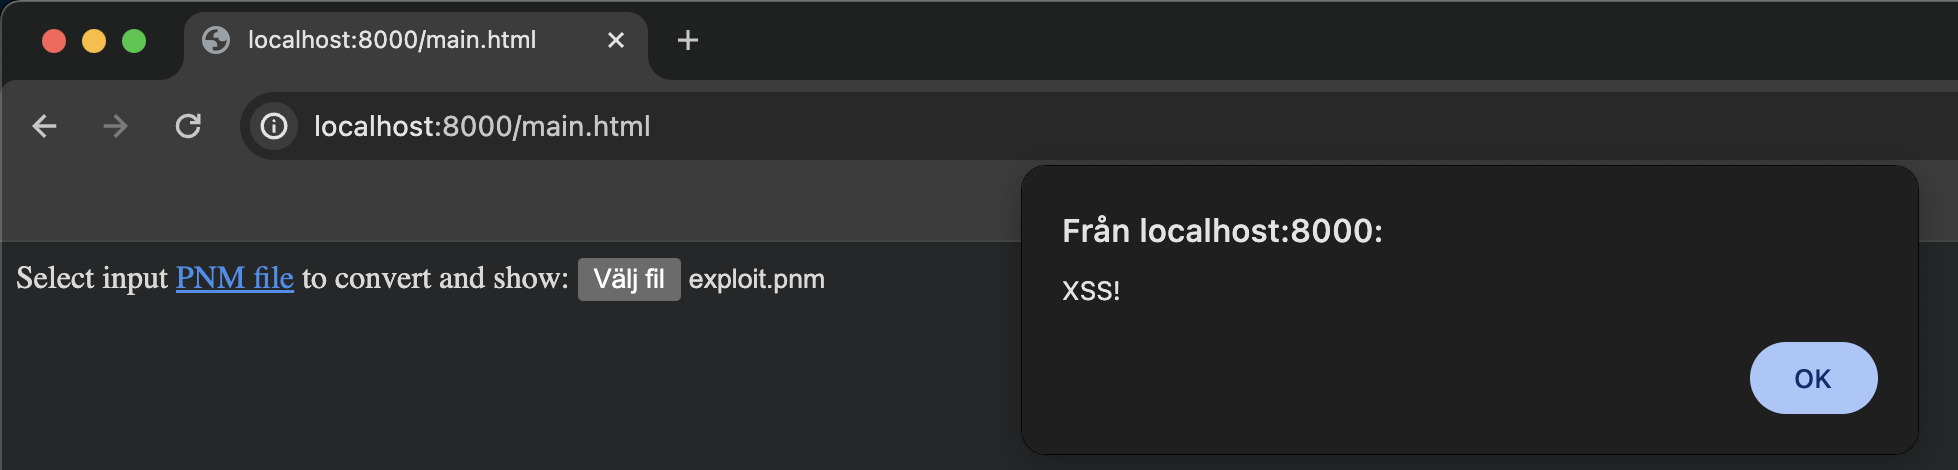 localhost:8000/main.html
localhost:8000/main.html
Från localhost:8000:
XSS!
OK
Select input PNM file to convert and show: Välj fil exploit.pnm